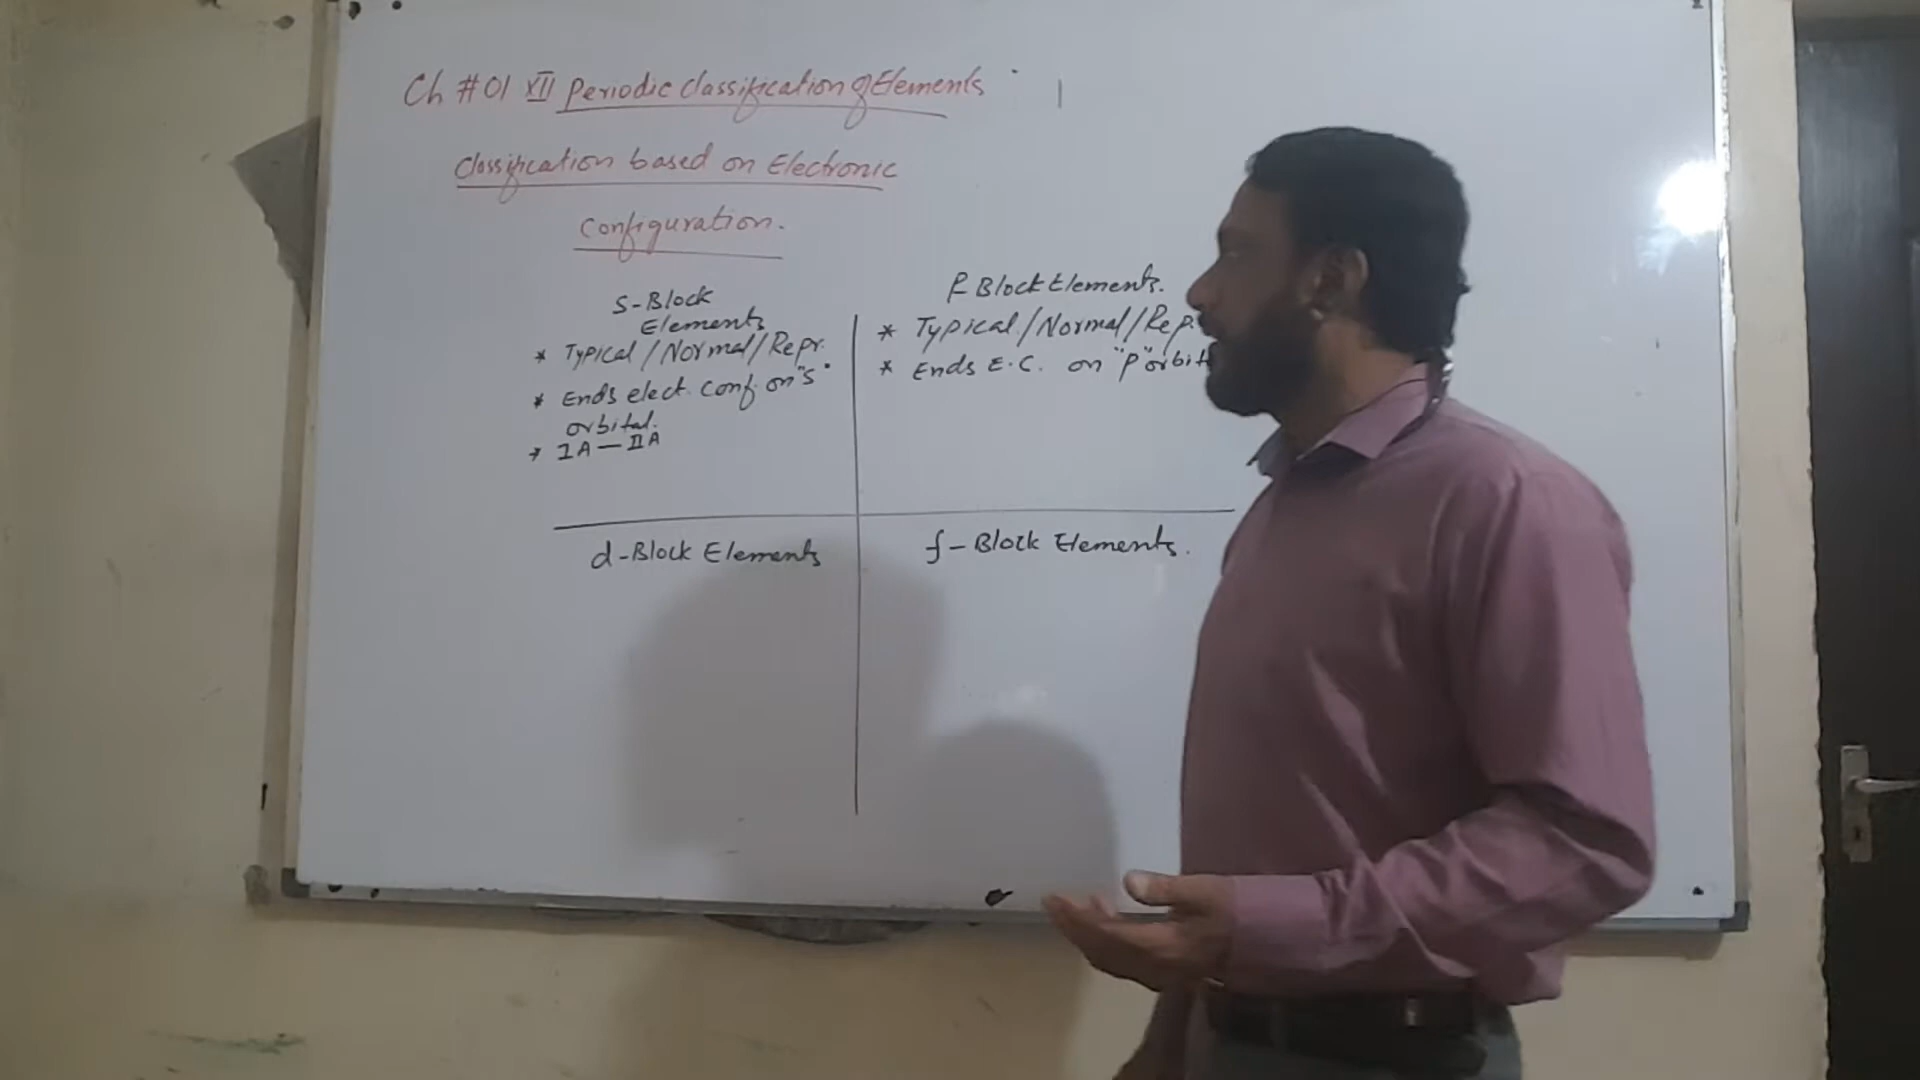 Ch #01 XII Periodic Classification of Elements
Classification based on Electronic
Configuration.
S-Block
Elements
* Typical/Normal/Repr.
* Ends elect. conf. on "s"
orbital.
* IA — IIA
P Block Elements.
* Typical/Normal/Rep.
* Ends E.C. on "p" orbit
d-Block Elements
f-Block Elements.